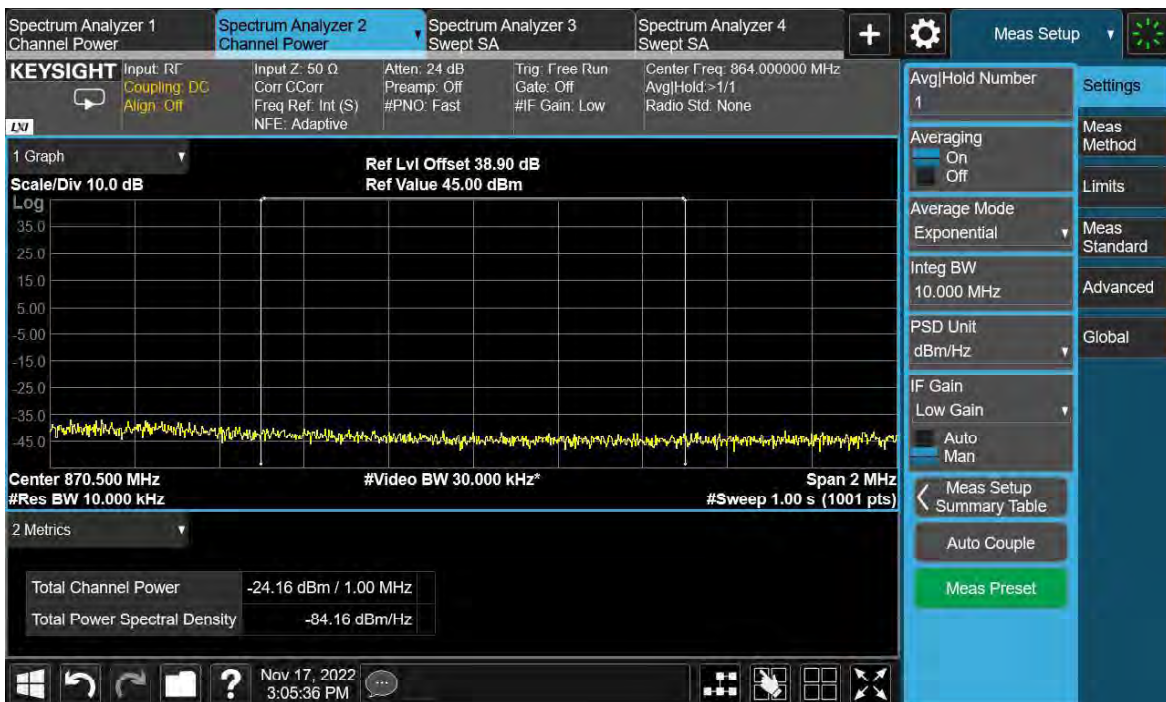 Spectrum Analyzer 1
Channel Power
Spectrum Analyzer 2
Channel Power
Spectrum Analyzer 3
Swept SA
Spectrum Analyzer 4
Swept SA
Meas Setup
KEYSIGHT
LXI
Input: RF
Coupling: DC
Align: Off
Input Z: 50 Ω
Corr CCorr
Freq Ref: Int (S)
NFE: Adaptive
Atten: 24 dB
Preamp: Off
#PNO: Fast
Trig: Free Run
Gate: Off
#IF Gain: Low
Center Freq: 864.000000 MHz
Avg|Hold:>1/1
Radio Std: None
1 Graph
Scale/Div 10.0 dB
Ref Lvl Offset 38.90 dB
Ref Value 45.00 dBm
Log
35.0
25.0
15.0
5.00
-5.00
-15.0
-25.0
-35.0
-45.0
Center 870.500 MHz
#Video BW 30.000 kHz*
Span 2 MHz
#Res BW 10.000 kHz
#Sweep 1.00 s (1001 pts)
2 Metrics
Total Channel Power
-24.16 dBm / 1.00 MHz
Total Power Spectral Density
-84.16 dBm/Hz
Nov 17, 2022
3:05:36 PM
Avg|Hold Number
1
Averaging
On
Off
Average Mode
Exponential
Integ BW
10.000 MHz
PSD Unit
dBm/Hz
IF Gain
Low Gain
Auto
Man
Meas Setup
Summary Table
Auto Couple
Meas Preset
Settings
Meas
Method
Limits
Meas
Standard
Advanced
Global